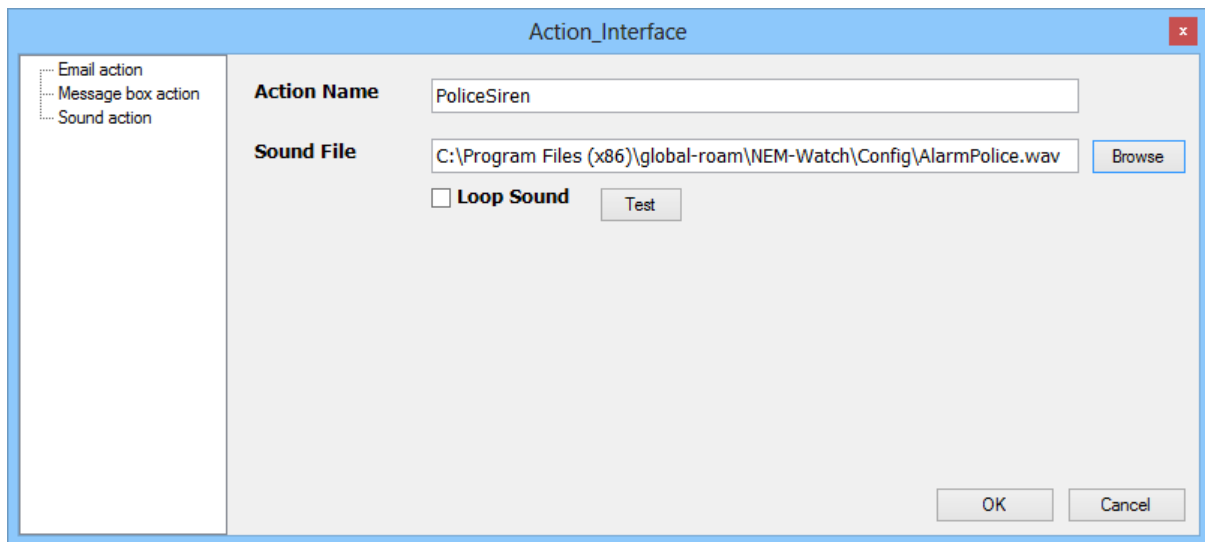 Action_Interface
x
Email action
Message box action
Sound action
Action Name
PoliceSiren
Sound File
C:\Program Files (x86)\global-roam\NEM-Watch\Config\AlarmPolice.wav
Browse
Loop Sound
Test
OK
Cancel